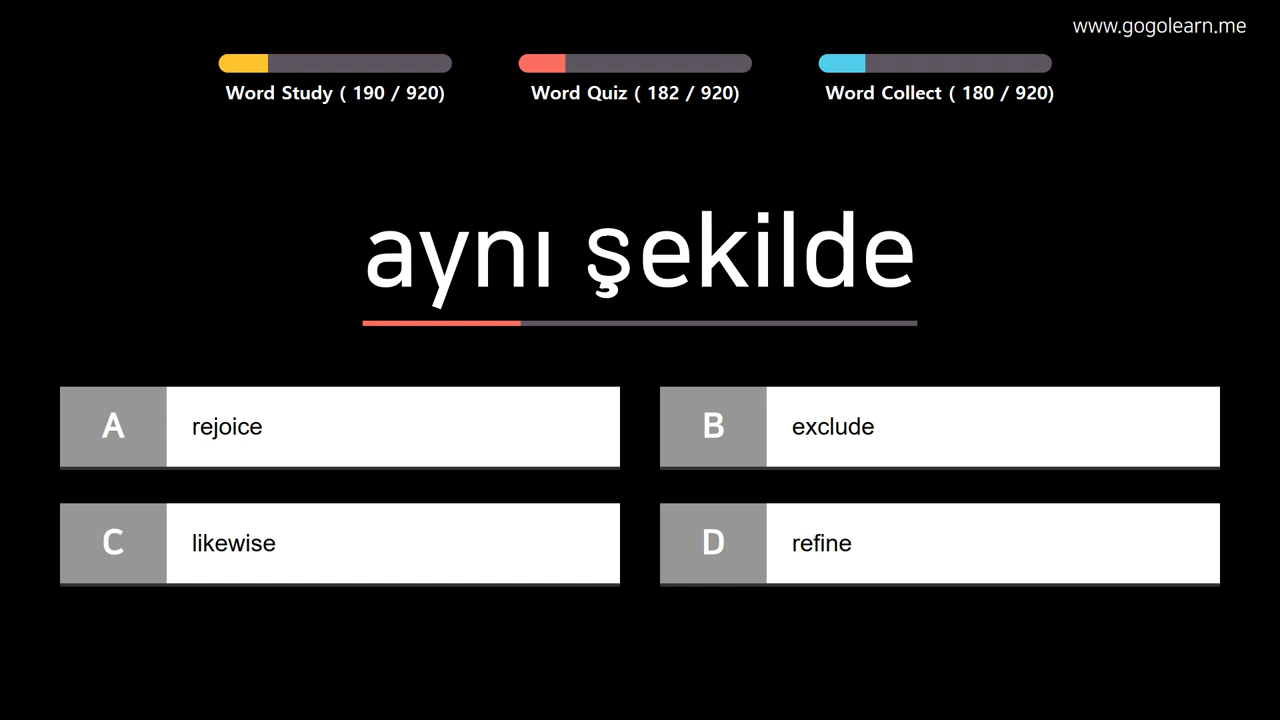 www.gogolearn.me
Word Study ( 190 / 920)
Word Quiz ( 182 / 920)
Word Collect ( 180 / 920)
aynı şekilde
A rejoice
B exclude
C likewise
D refine